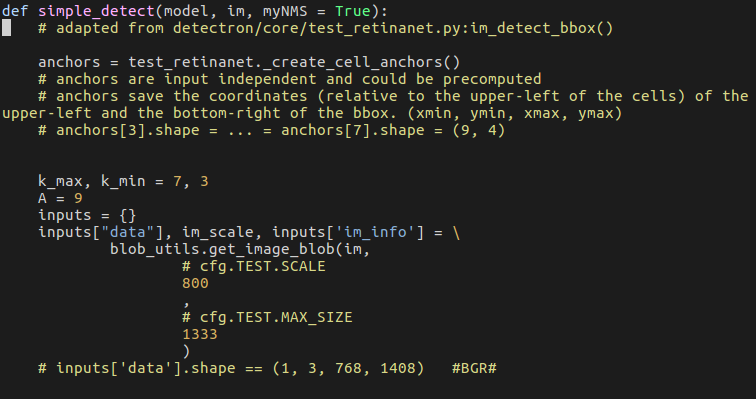 def simple_detect(model, im, myNMS = True):
    # adapted from detectron/core/test_retinanet.py:im_detect_bbox()

    anchors = test_retinanet._create_cell_anchors()
    # anchors are input independent and could be precomputed
    # anchors save the coordinates (relative to the upper-left of the cells) of the
upper-left and the bottom-right of the bbox. (xmin, ymin, xmax, ymax)
    # anchors[3].shape = ... = anchors[7].shape = (9, 4)


    k_max, k_min = 7, 3
    A = 9
    inputs = {}
    inputs["data"], im_scale, inputs['im_info'] = \
            blob_utils.get_image_blob(im,
                    # cfg.TEST.SCALE
                    800
                    ,
                    # cfg.TEST.MAX_SIZE
                    1333
                    )
    # inputs['data'].shape == (1, 3, 768, 1408)   #BGR#